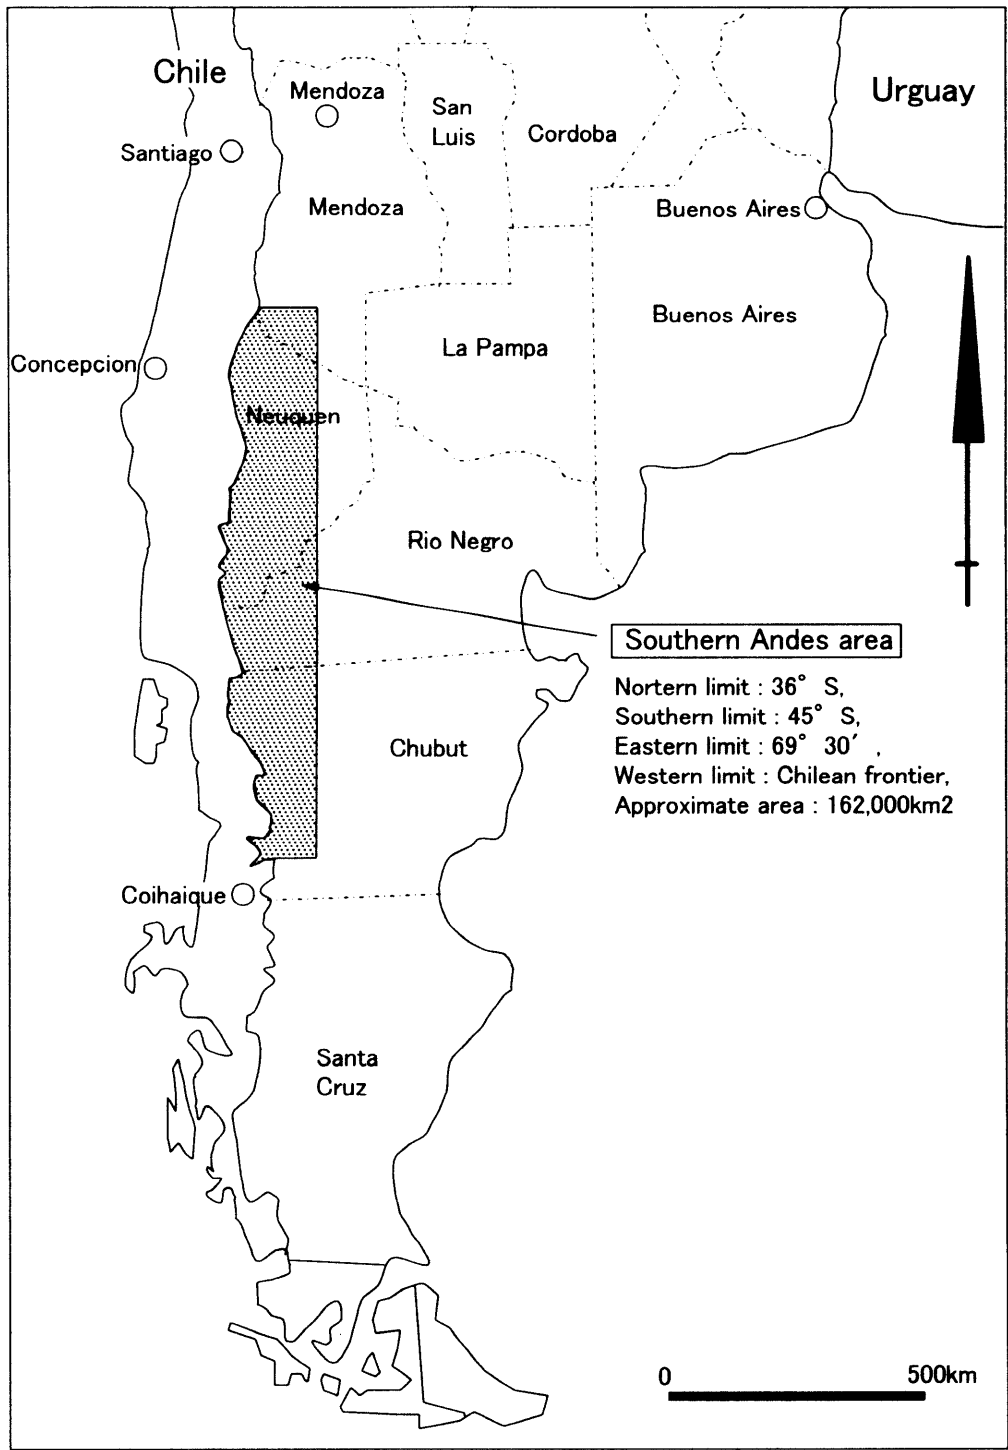 Chile
Urguay
Mendoza
San
Luis
Cordoba
Santiago
Mendoza
Buenos Aires
Buenos Aires
La Pampa
Concepcion
Neuquen
Rio Negro
Southern Andes area
Nortern limit : 36° S,
Southern limit : 45° S,
Eastern limit : 69° 30′ ,
Western limit : Chilean frontier,
Approximate area : 162,000km2
Chubut
Coihaique
Santa
Cruz
0 500km